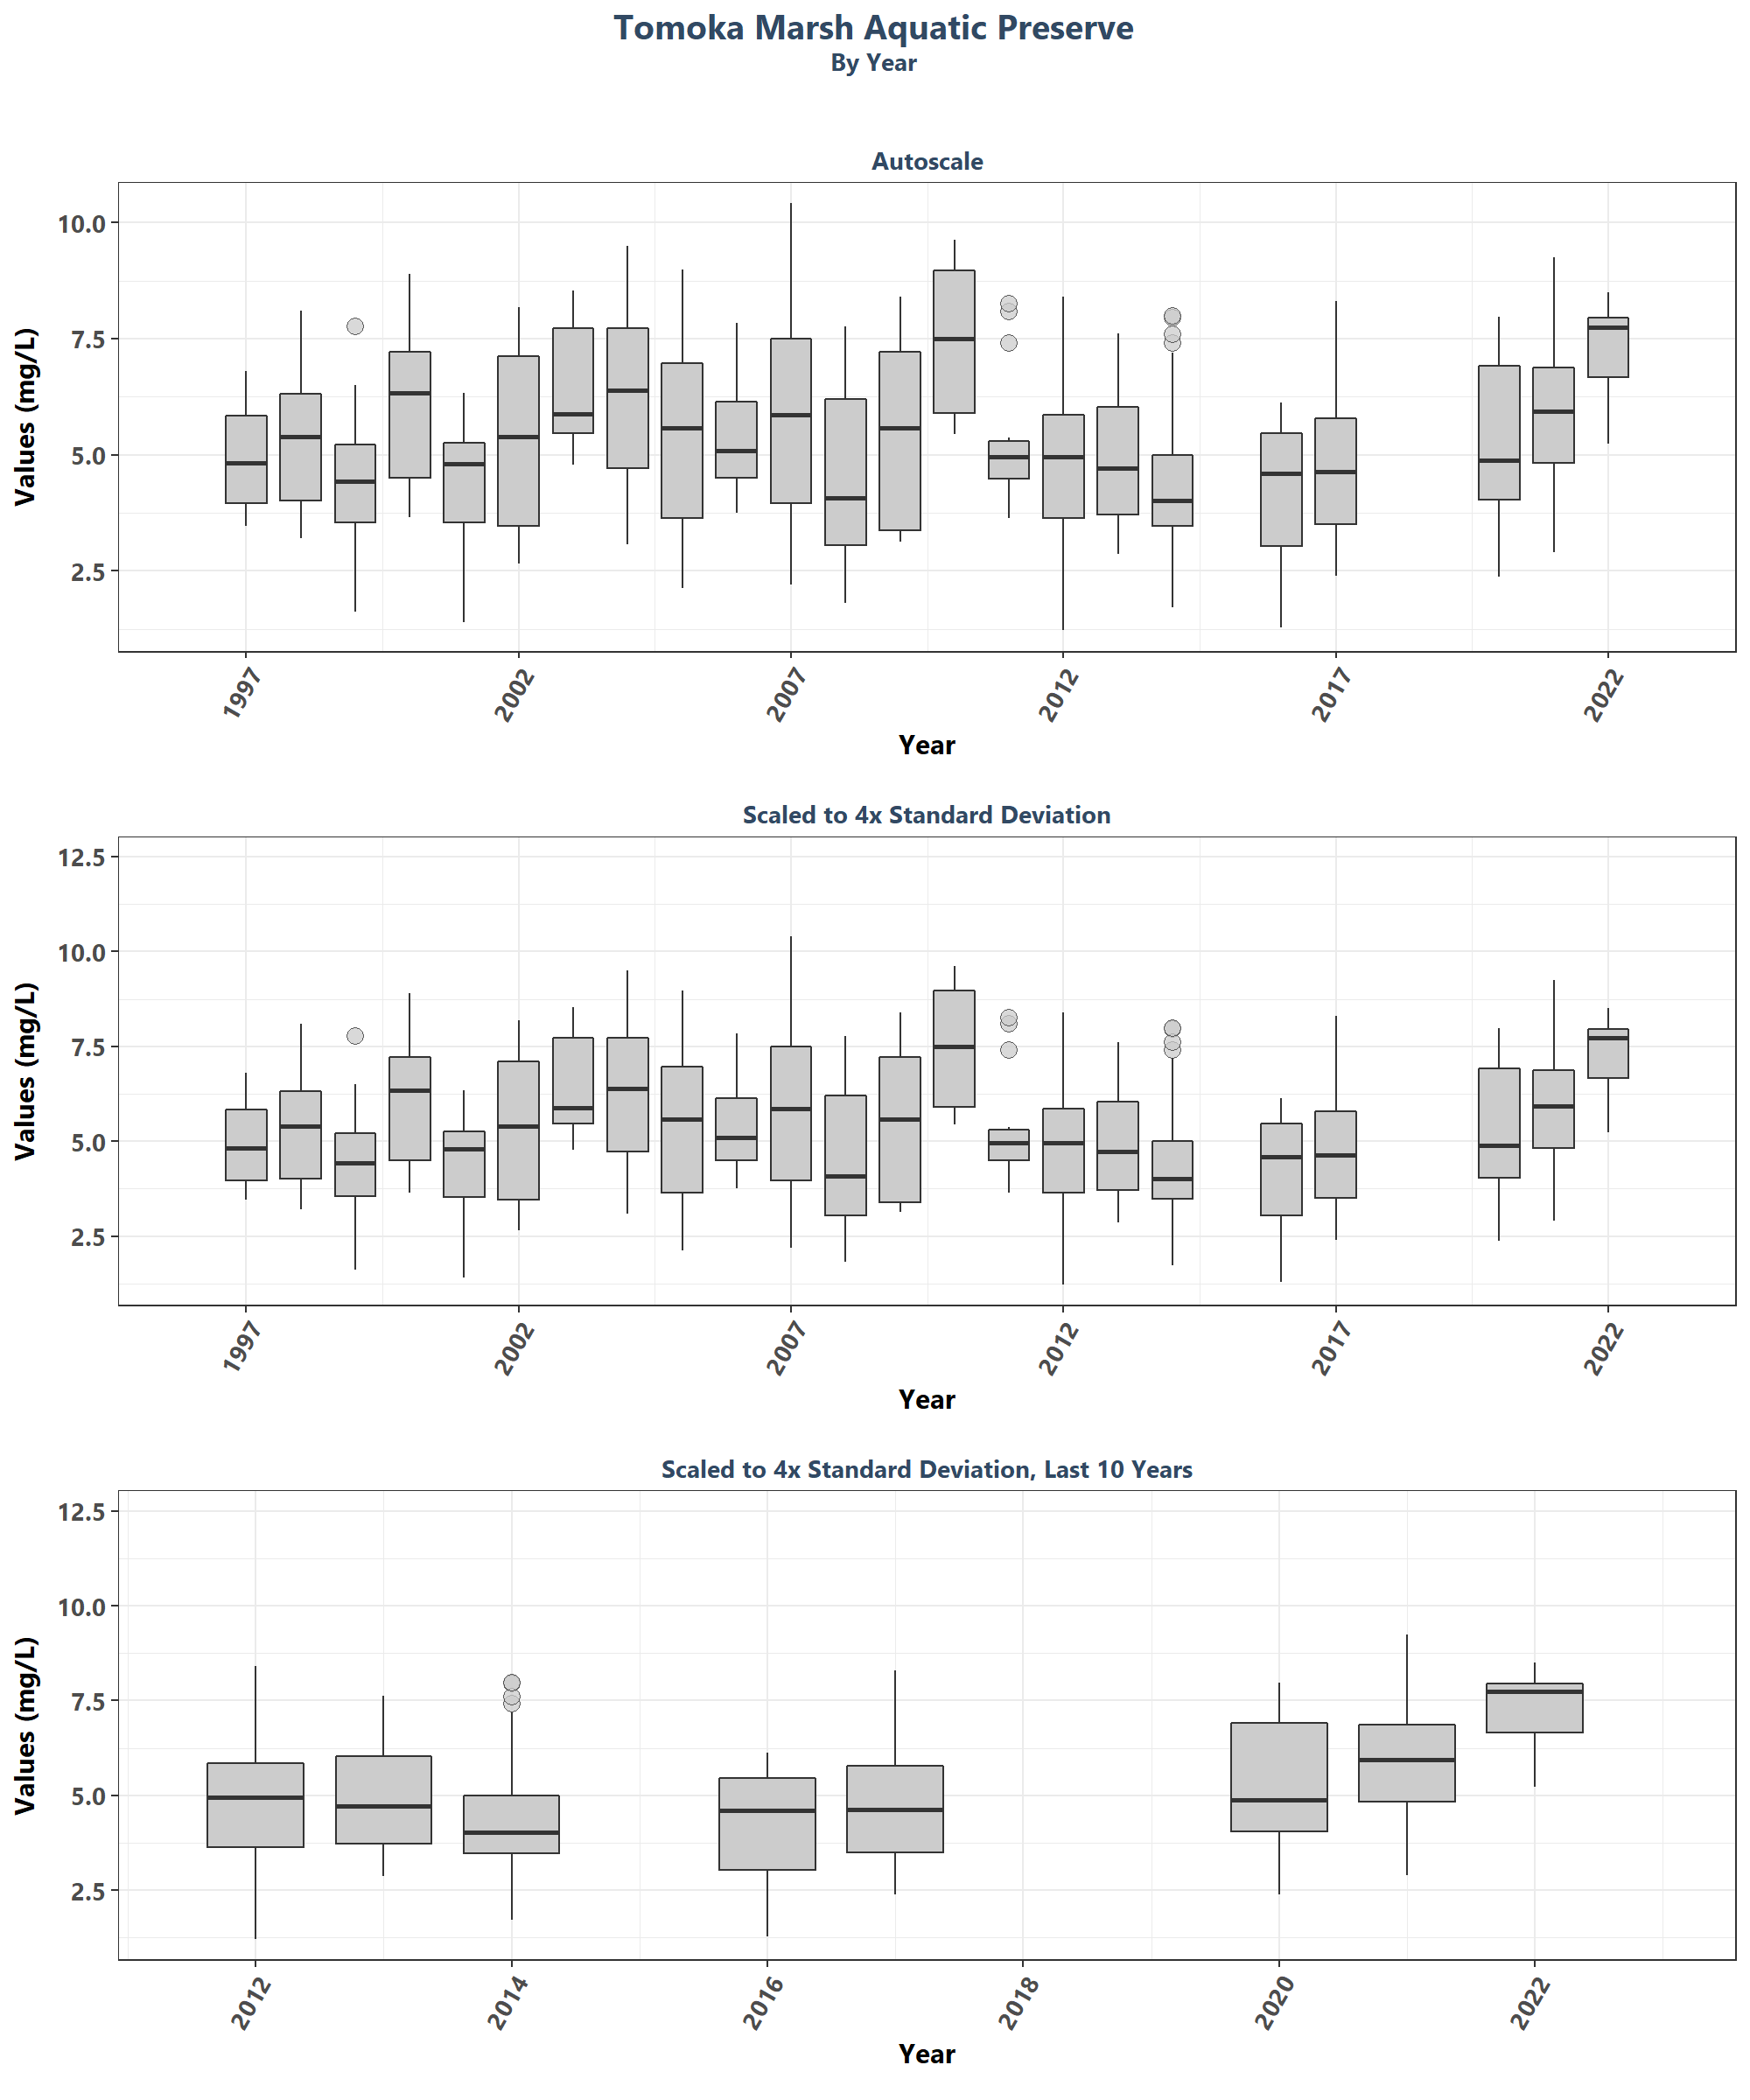 Tomoka Marsh Aquatic Preserve
By Year
Autoscale
Values (mg/L)
10.0
7.5
5.0
2.5
1997 2002 2007 2012 2017 2022
Year
Scaled to 4x Standard Deviation
Values (mg/L)
12.5
10.0
7.5
5.0
2.5
1997 2002 2007 2012 2017 2022
Year
Scaled to 4x Standard Deviation, Last 10 Years
Values (mg/L)
12.5
10.0
7.5
5.0
2.5
2012 2014 2016 2018 2020 2022
Year